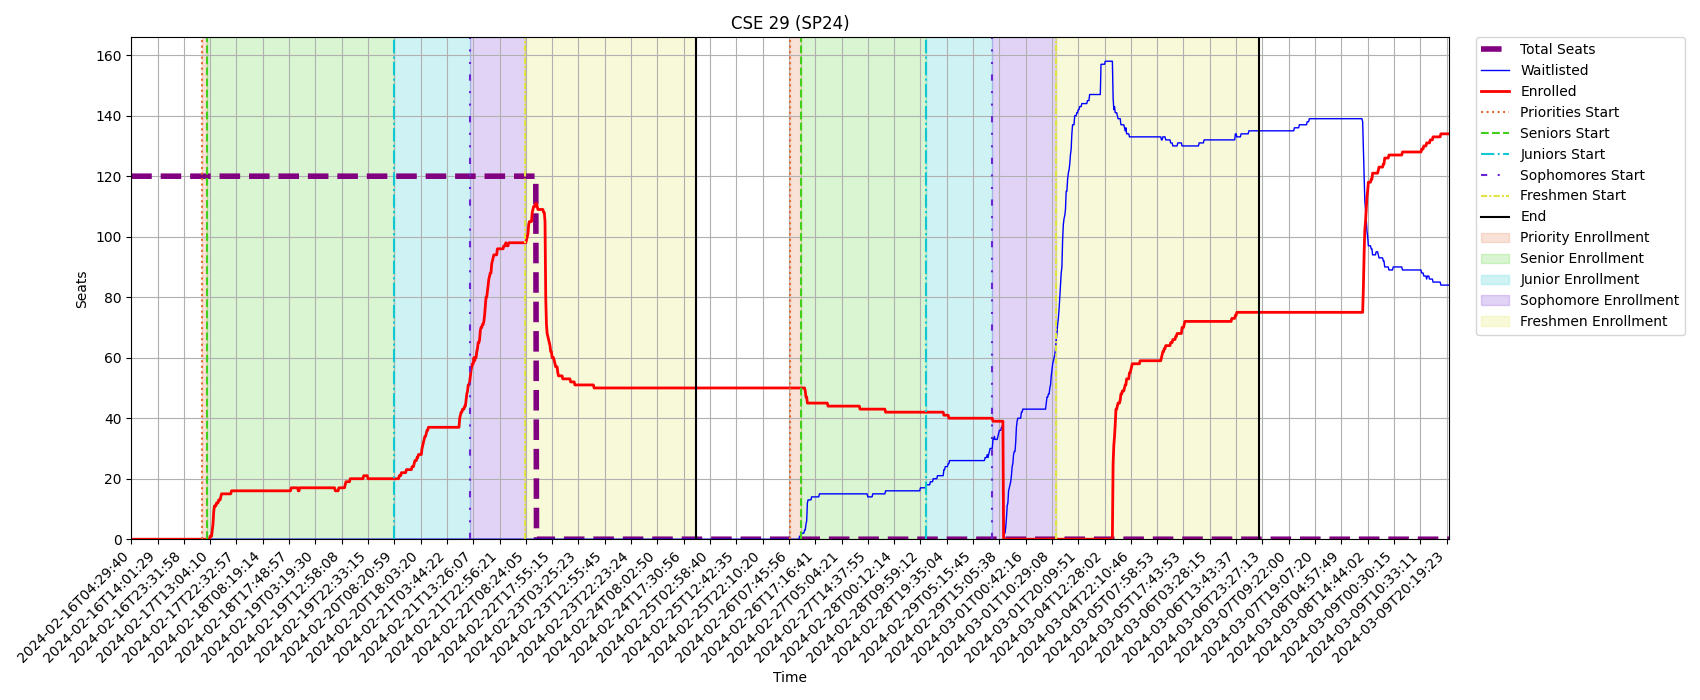 CSE 29 (SP24)
Seats
160
140
120
100
80
60
40
20
0
2024-02-16T04:29:40
2024-02-16T14:01:29
2024-02-16T23:31:58
2024-02-17T13:04:10
2024-02-17T22:32:57
2024-02-18T08:19:14
2024-02-18T17:48:57
2024-02-19T03:19:30
2024-02-19T12:58:08
2024-02-19T22:33:15
2024-02-20T08:20:59
2024-02-20T18:03:20
2024-02-21T03:44:22
2024-02-21T13:26:07
2024-02-21T22:56:21
2024-02-22T08:24:05
2024-02-22T17:55:15
2024-02-23T03:25:23
2024-02-23T12:55:45
2024-02-23T22:23:24
2024-02-24T08:02:50
2024-02-24T17:30:56
2024-02-25T02:58:40
2024-02-25T12:42:35
2024-02-25T22:10:20
2024-02-26T07:45:56
2024-02-26T17:16:41
2024-02-27T05:04:21
2024-02-27T14:37:55
2024-02-28T00:12:14
2024-02-28T09:59:12
2024-02-28T19:35:04
2024-02-29T05:15:45
2024-02-29T15:05:38
2024-03-01T00:42:16
2024-03-01T10:29:08
2024-03-01T20:09:51
2024-03-04T12:28:02
2024-03-04T22:10:46
2024-03-05T07:58:53
2024-03-05T17:43:53
2024-03-06T03:28:15
2024-03-06T13:43:37
2024-03-06T23:27:13
2024-03-07T09:22:00
2024-03-07T19:07:20
2024-03-08T04:57:49
2024-03-08T14:44:02
2024-03-09T00:30:15
2024-03-09T10:33:11
2024-03-09T20:19:23
Time
Total Seats
Waitlisted
Enrolled
Priorities Start
Seniors Start
Juniors Start
Sophomores Start
Freshmen Start
End
Priority Enrollment
Senior Enrollment
Junior Enrollment
Sophomore Enrollment
Freshmen Enrollment